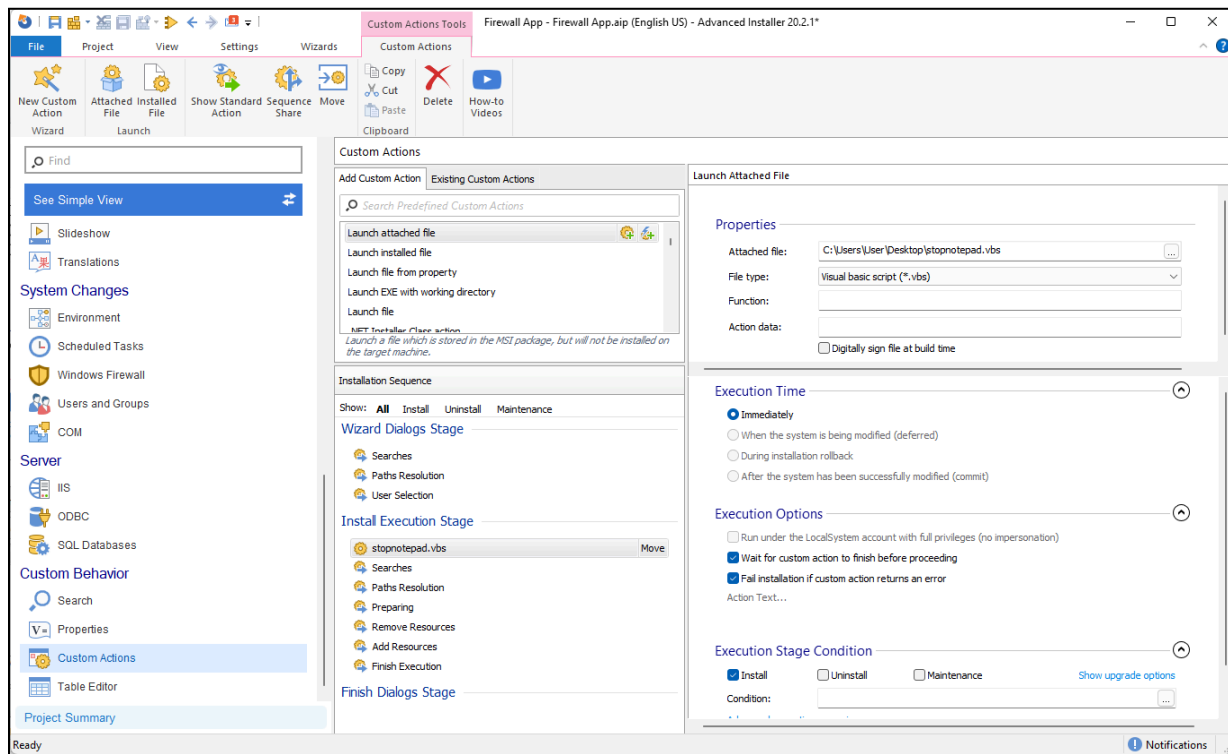 Custom Actions Tools
Firewall App - Firewall App.aip (English US) - Advanced Installer 20.2.1*
File
Project
View
Settings
Wizards
Custom Actions
New Custom Action
Attached File
Installed File
Show Standard Action
Sequence Share
Move
Copy
Cut
Paste
Delete
How-to Videos
Wizard
Launch
Clipboard
Find
See Simple View
Slideshow
Translations
System Changes
Environment
Scheduled Tasks
Windows Firewall
Users and Groups
COM
Server
IIS
ODBC
SQL Databases
Custom Behavior
Search
Properties
Custom Actions
Table Editor
Project Summary
Ready
Custom Actions
Add Custom Action
Existing Custom Actions
Search Predefined Custom Actions
Launch attached file
Launch installed file
Launch file from property
Launch EXE with working directory
Launch file
.NET Installer Class action
Launch a file which is stored in the MSI package, but will not be installed on
the target machine.
Installation Sequence
Show: All Install Uninstall Maintenance
Wizard Dialogs Stage
Searches
Paths Resolution
User Selection
Install Execution Stage
stopnotepad.vbs Move
Searches
Paths Resolution
Preparing
Remove Resources
Add Resources
Finish Execution
Finish Dialogs Stage
Launch Attached File
Properties
Attached file: C:\Users\User\Desktop\stopnotepad.vbs ...
File type: Visual basic script (*.vbs)
Function:
Action data:
Digitally sign file at build time
Execution Time
Immediately
When the system is being modified (deferred)
During installation rollback
After the system has been successfully modified (commit)
Execution Options
Run under the LocalSystem account with full privileges (no impersonation)
Wait for custom action to finish before proceeding
Fail installation if custom action returns an error
Action Text...
Execution Stage Condition
Install Uninstall Maintenance Show upgrade options
Condition: ...
Notifications